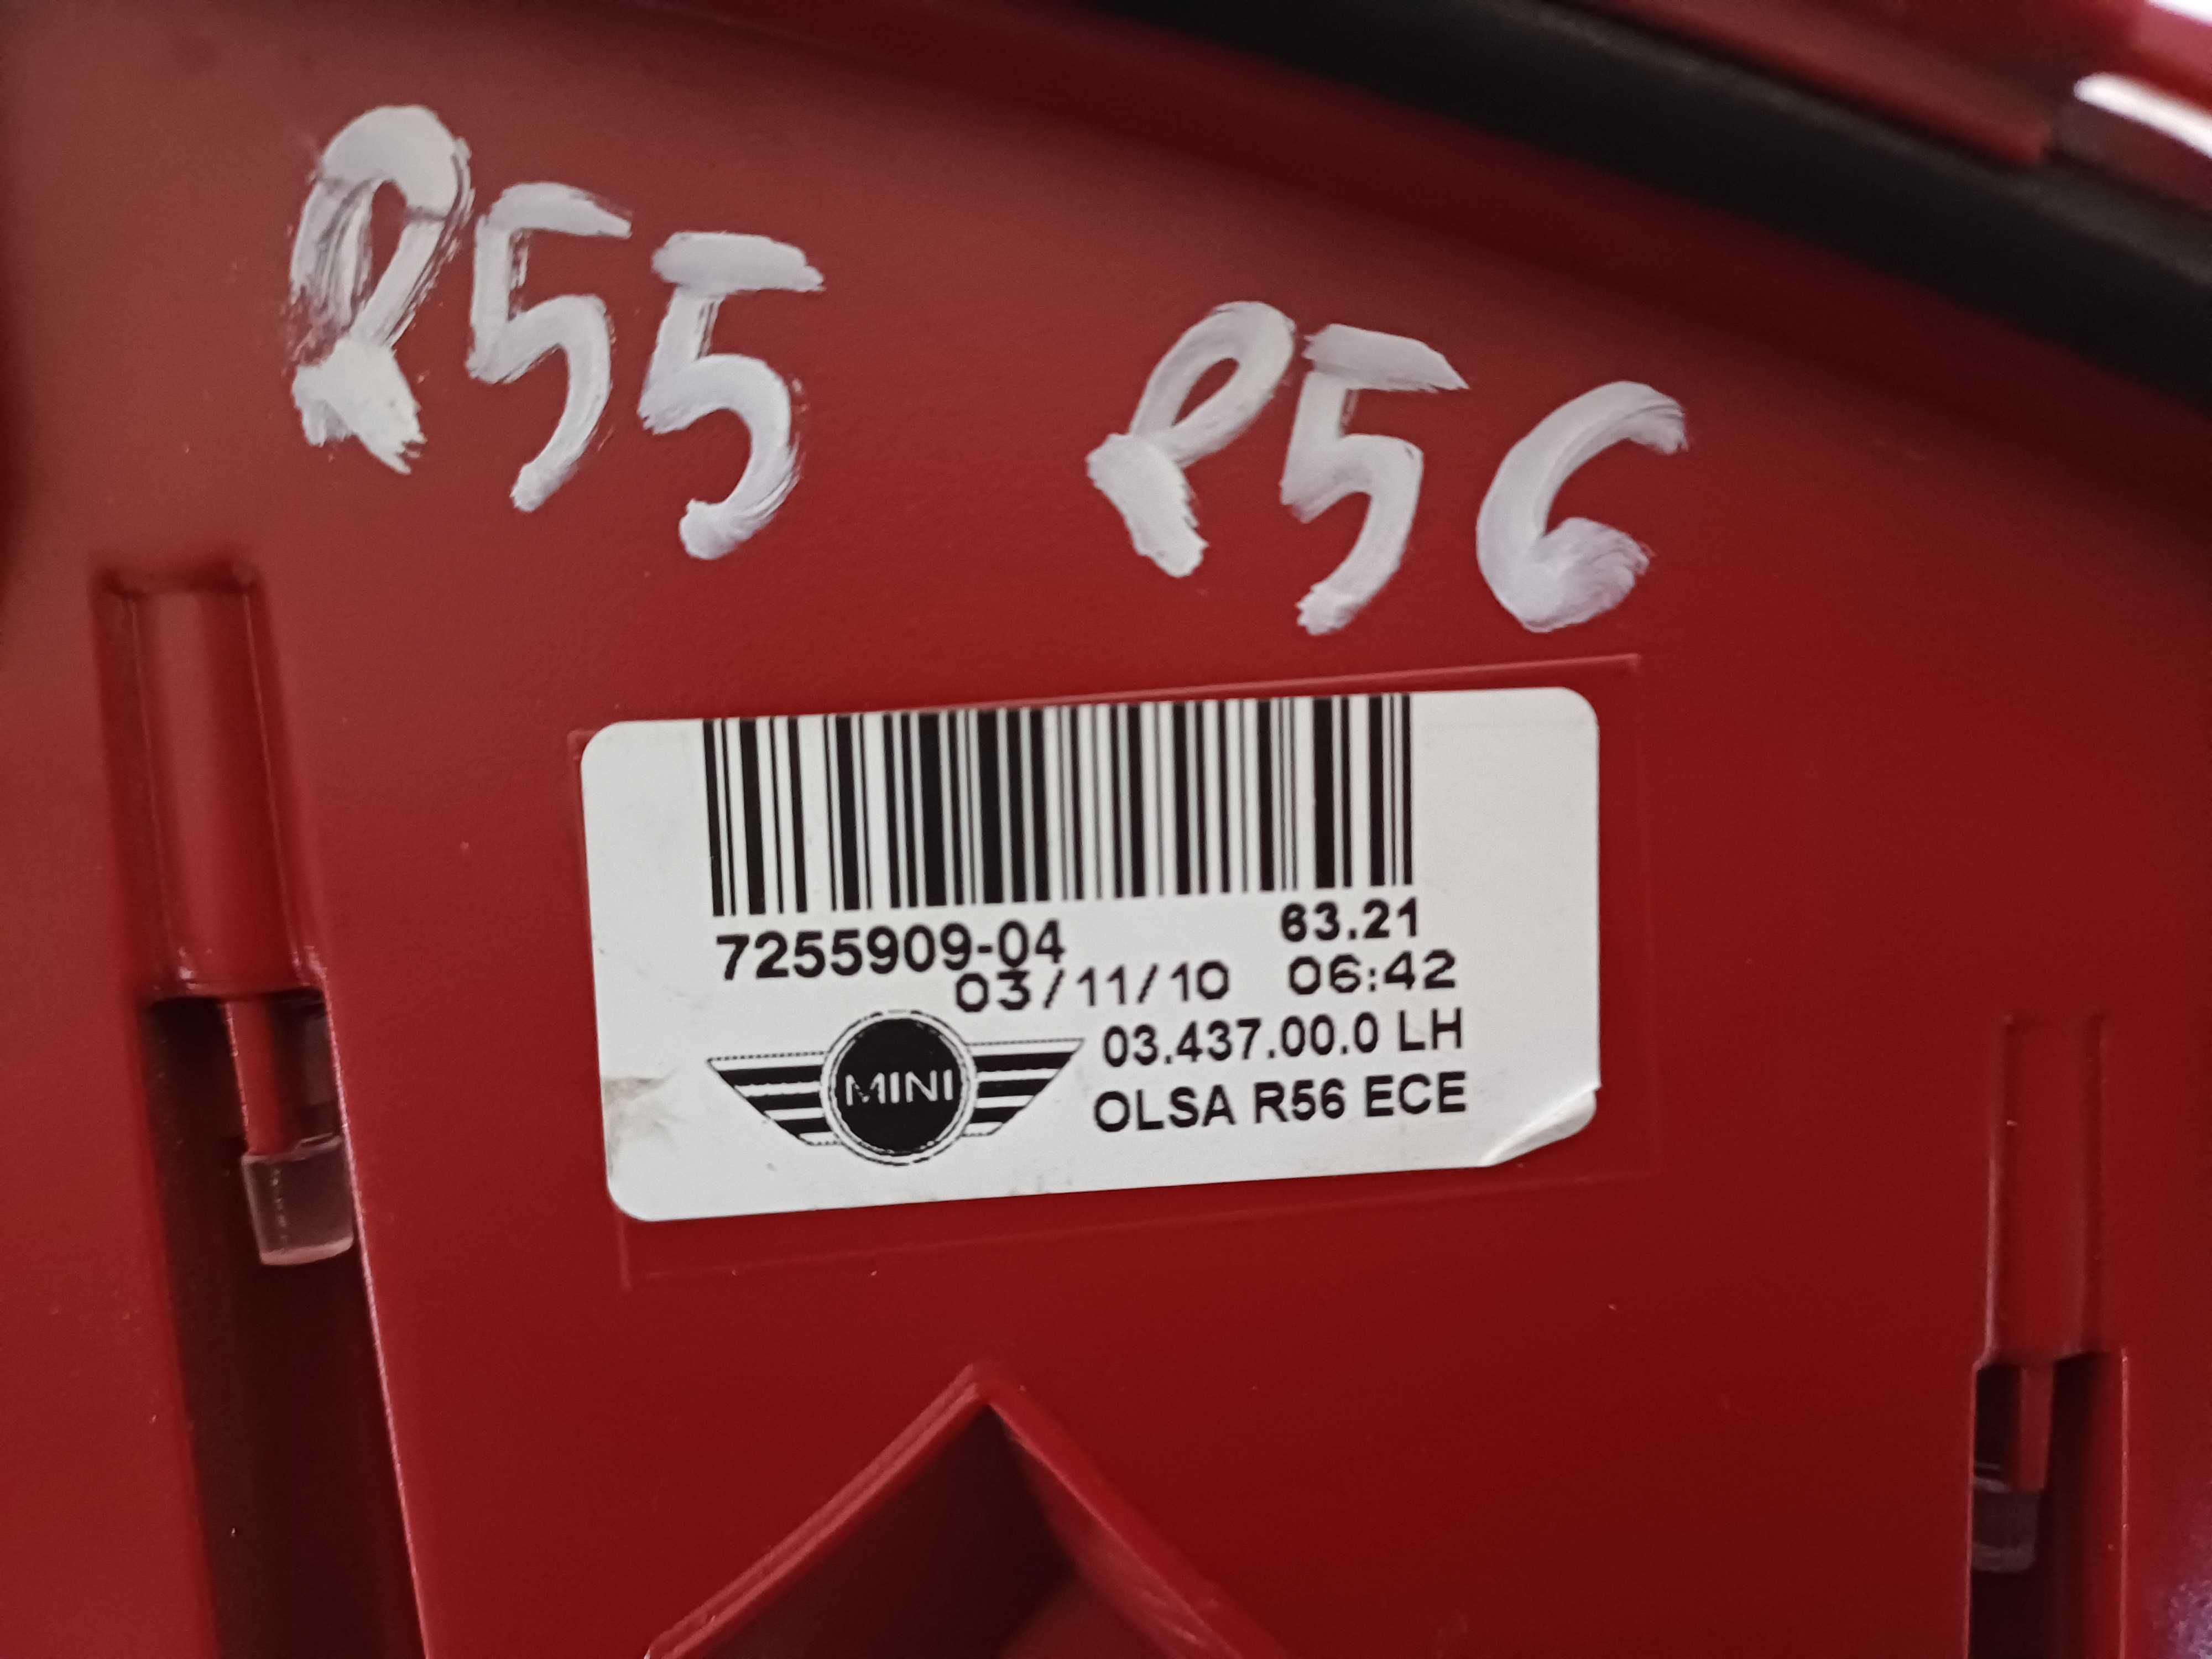 R55 R56
7255909-04 63.21
03/11/10 06:42
03.437.00.0 LH
MINI
OLSA R56 ECE